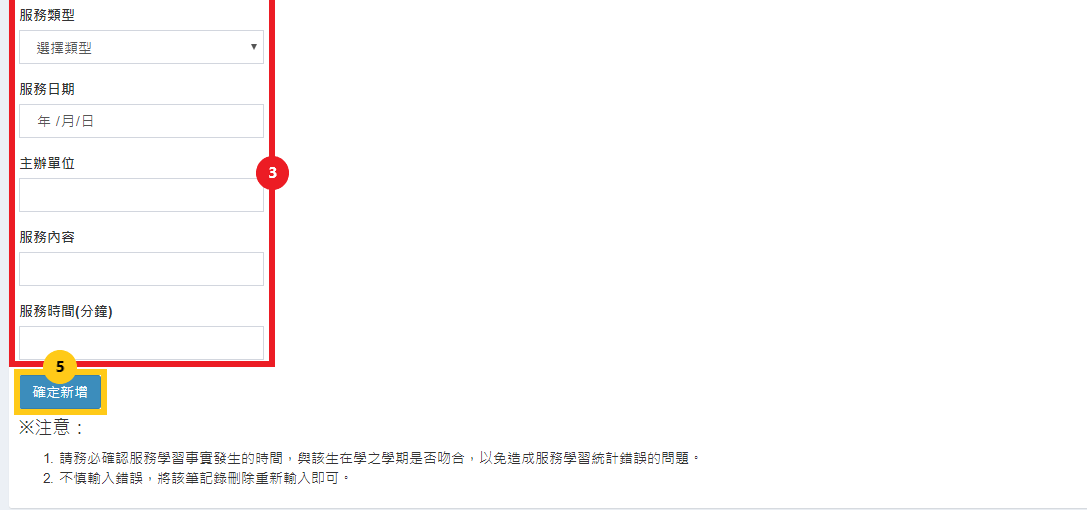 服務類型
選擇類型
服務日期
年 /月/日
主辦單位
3
服務內容
服務時間(分鐘)
5
確定新增
※注意：
1. 請務必確認服務學習事實發生的時間，與該生在學之學期是否吻合，以免造成服務學習統計錯誤的問題。
2. 不慎輸入錯誤，將該筆記錄刪除重新輸入即可。